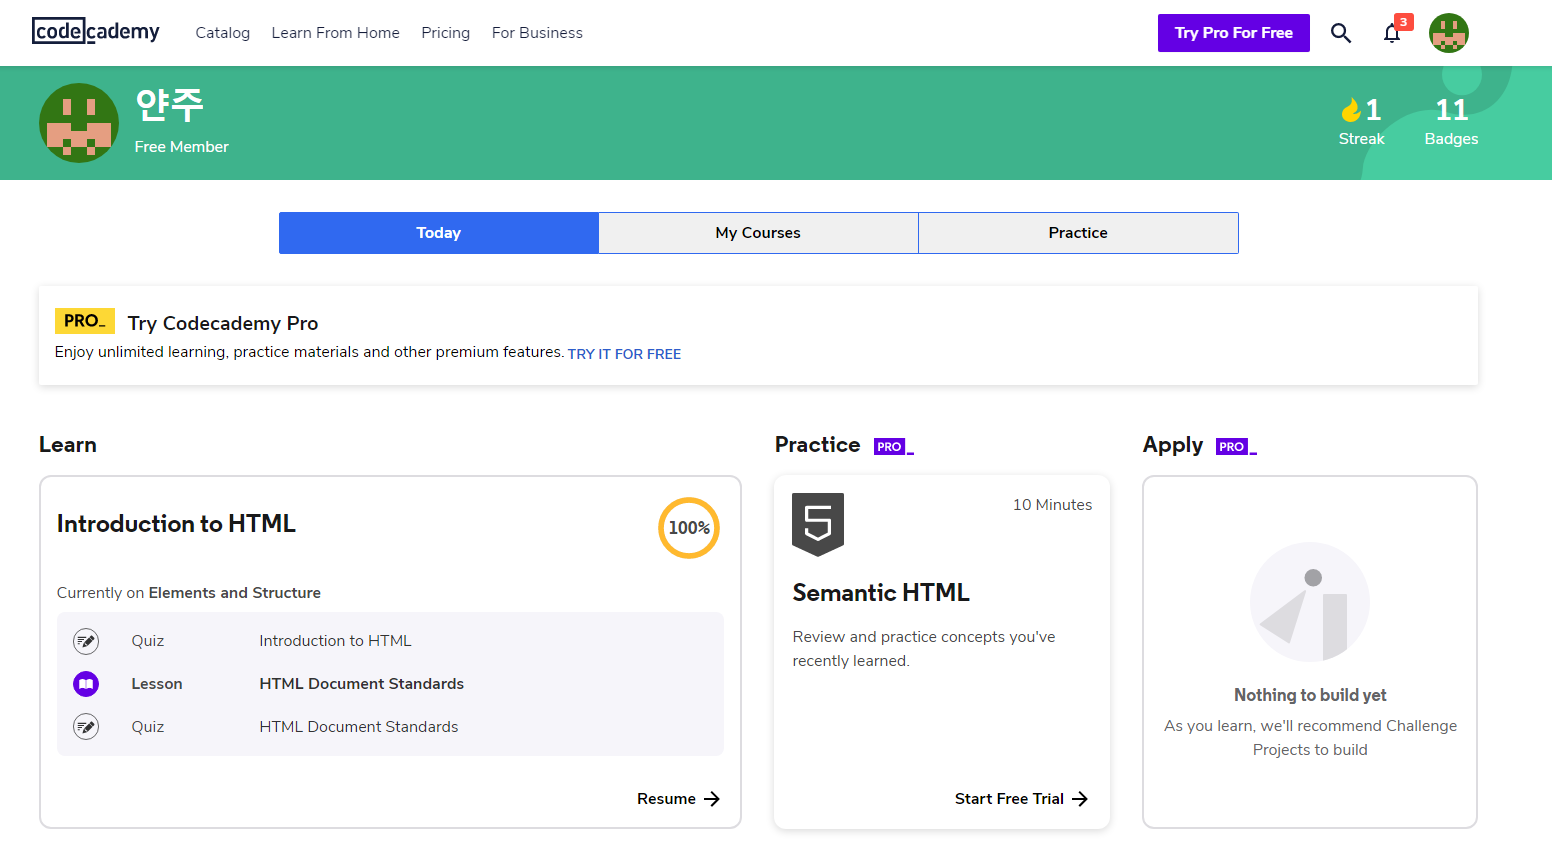 codecademy Catalog Learn From Home Pricing For Business Try Pro For Free 3
얀주
Free Member
1 Streak
11 Badges
Today My Courses Practice
PRO_ Try Codecademy Pro
Enjoy unlimited learning, practice materials and other premium features. TRY IT FOR FREE
Learn
Introduction to HTML
100%
Currently on Elements and Structure
Quiz Introduction to HTML
Lesson HTML Document Standards
Quiz HTML Document Standards
Resume
Practice PRO_
5
10 Minutes
Semantic HTML
Review and practice concepts you've
recently learned.
Start Free Trial
Apply PRO_
Nothing to build yet
As you learn, we'll recommend Challenge
Projects to build